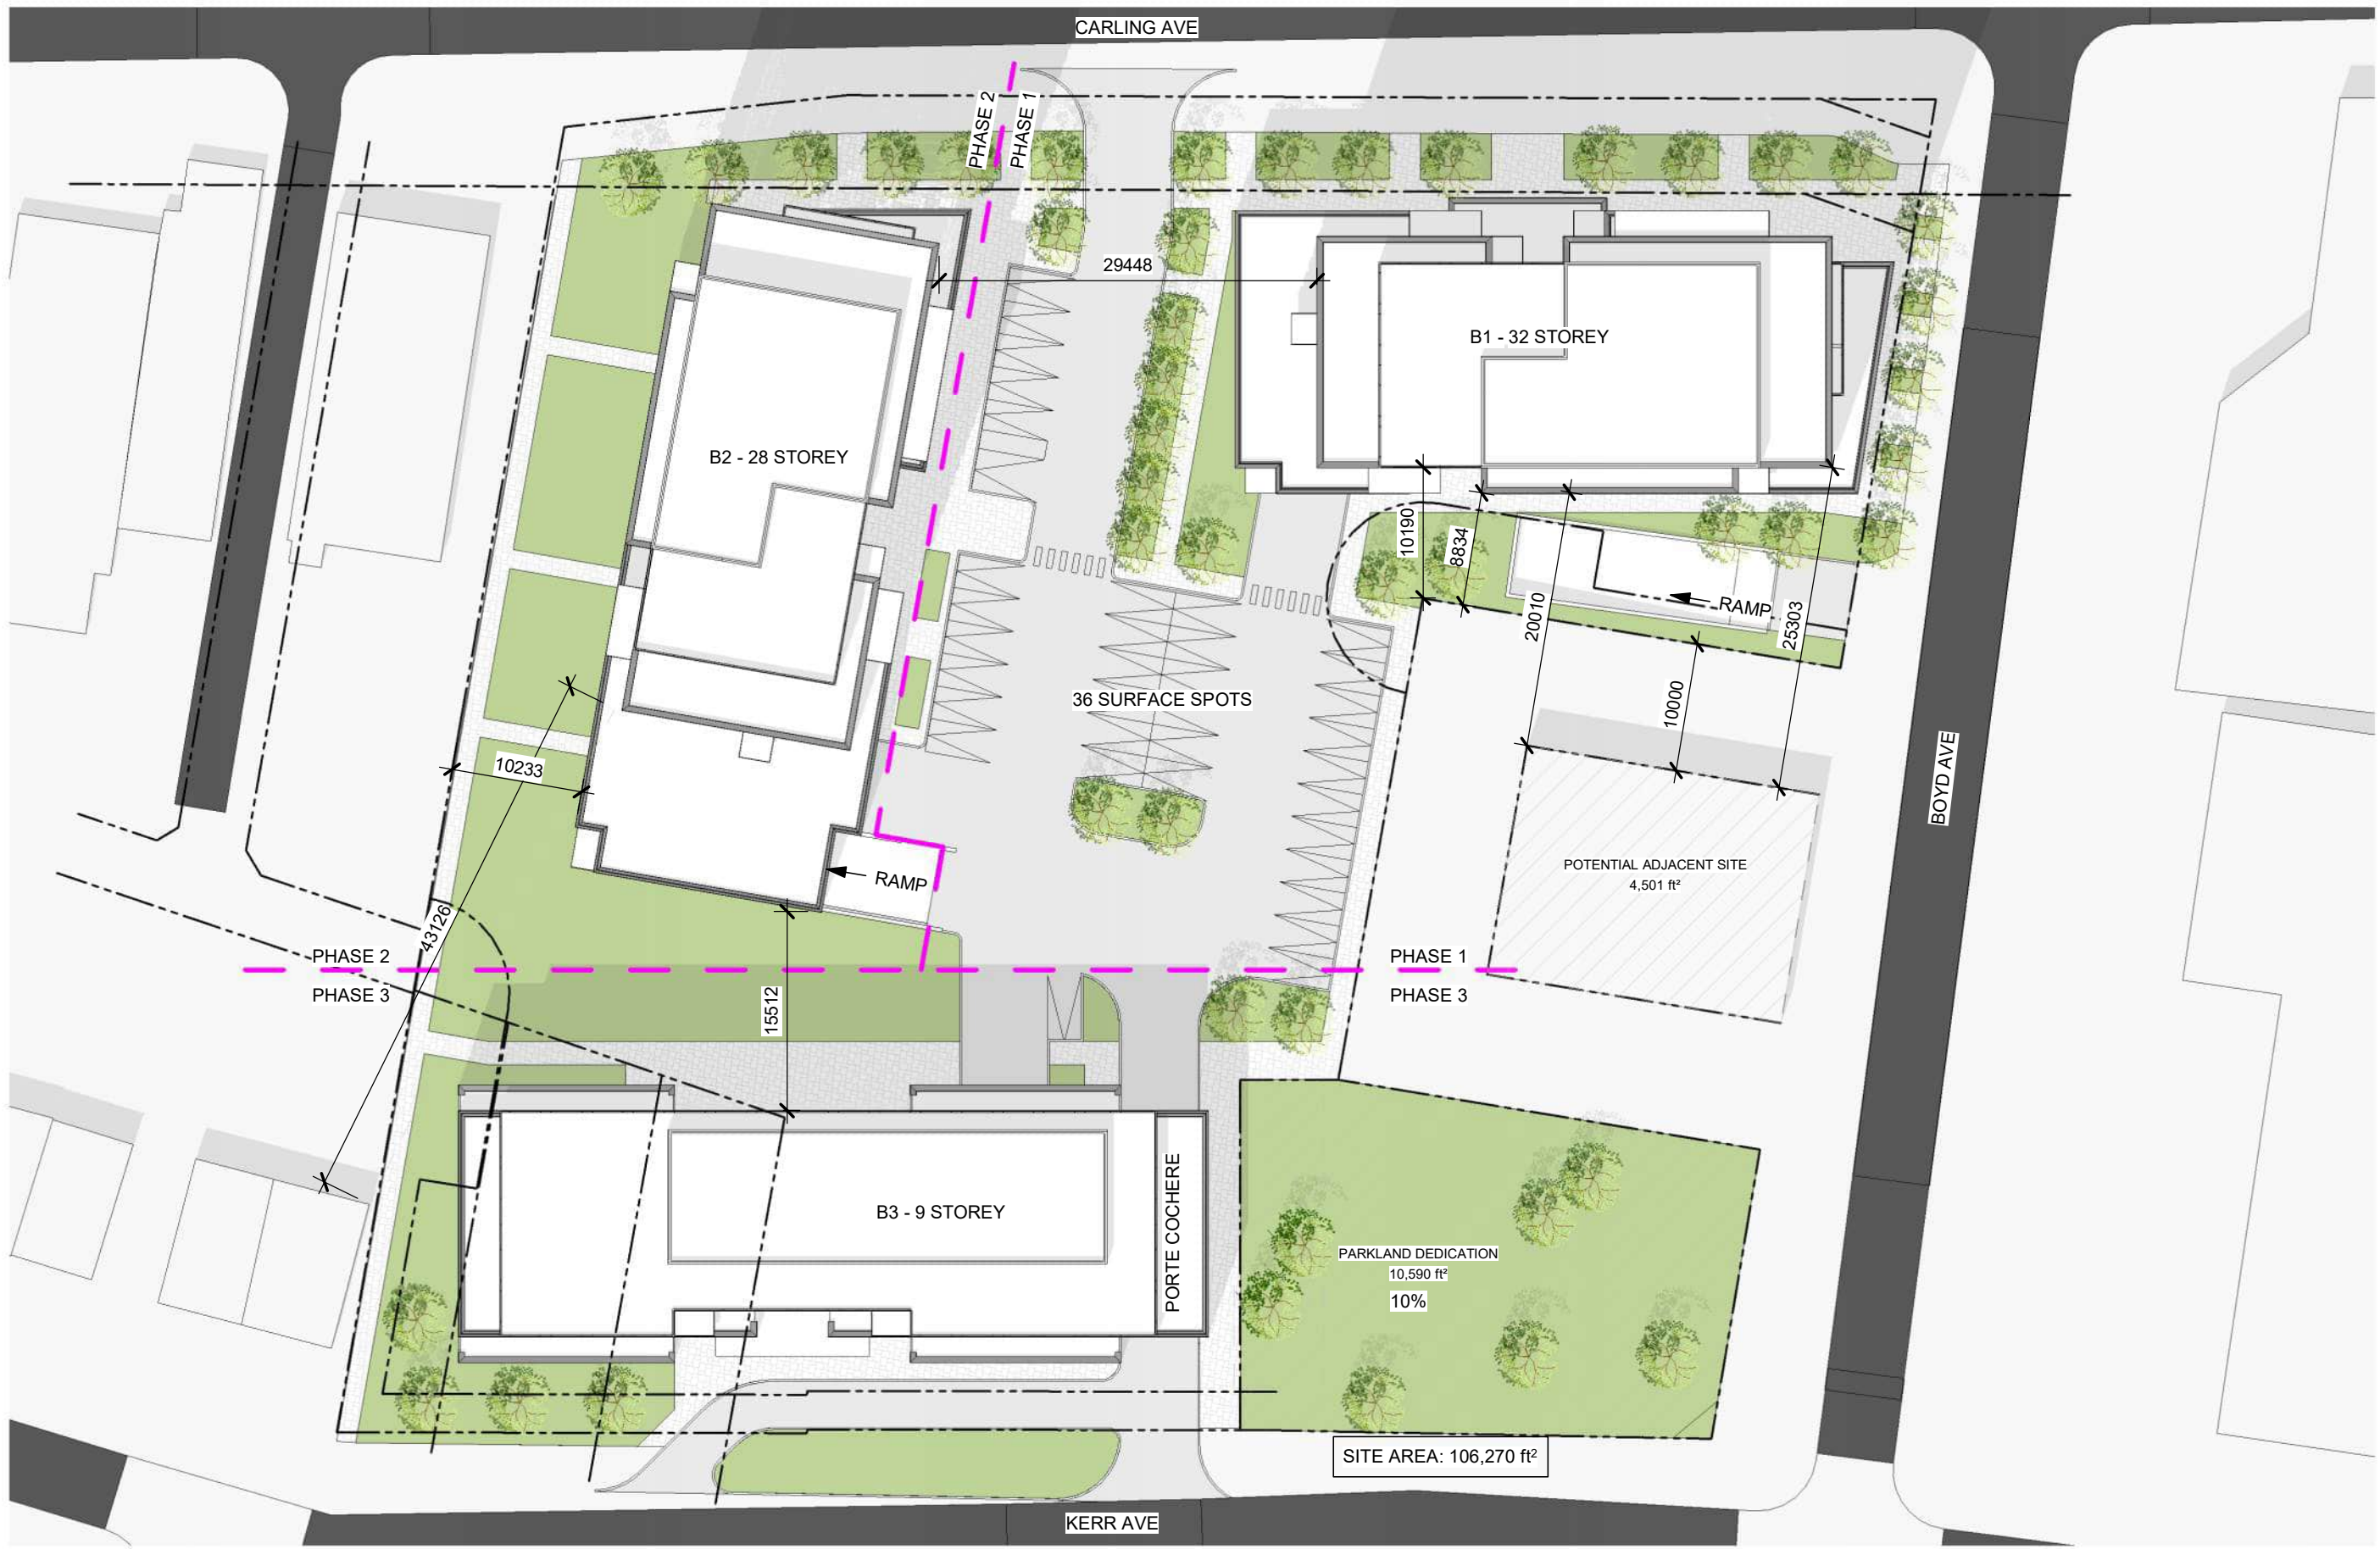 CARLING AVE
PHASE 2
PHASE 1
29448
B1 - 32 STOREY
B2 - 28 STOREY
10190
8834
20010
RAMP
25303
36 SURFACE SPOTS
10000
10233
BOYD AVE
POTENTIAL ADJACENT SITE
4,501 ft²
RAMP
43126
PHASE 2
PHASE 3
PHASE 1
PHASE 3
15512
B3 - 9 STOREY
PORTE COCHERE
PARKLAND DEDICATION
10,590 ft²
10%
SITE AREA: 106,270 ft²
KERR AVE